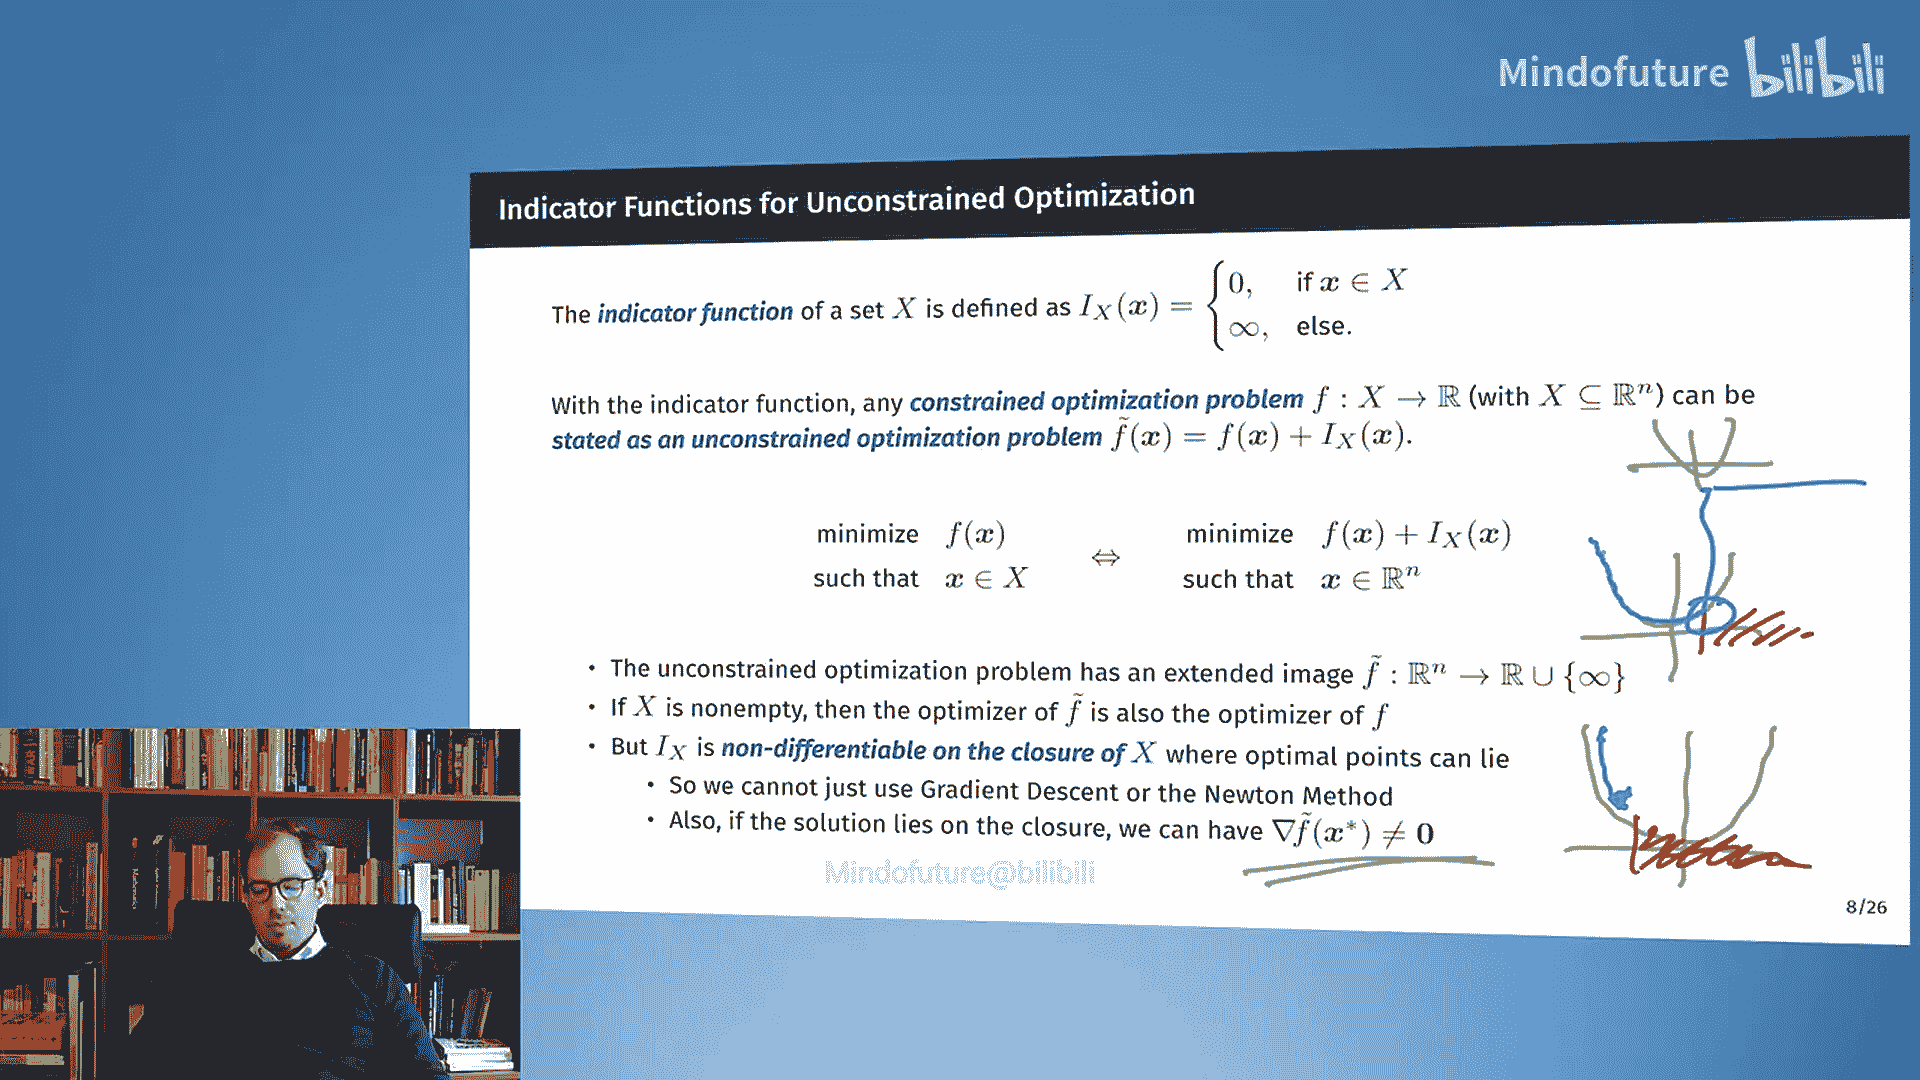 Mindofuture bilibili
Indicator Functions for Unconstrained Optimization
The indicator function of a set X is defined as I_X(x) = { 0, if x ∈ X
∞, else.
With the indicator function, any constrained optimization problem f : X → ℝ (with X ⊆ ℝⁿ) can be
stated as an unconstrained optimization problem f̃(x) = f(x) + I_X(x).
minimize f(x) ⇔ minimize f(x) + I_X(x)
such that x ∈ X such that x ∈ ℝⁿ
• The unconstrained optimization problem has an extended image f̃ : ℝⁿ → ℝ ∪ {∞}
• If X is nonempty, then the optimizer of f̃ is also the optimizer of f
• But I_X is non-differentiable on the closure of X where optimal points can lie
• So we cannot just use Gradient Descent or the Newton Method
• Also, if the solution lies on the closure, we can have ∇f̃(x*) ≠ 0
Mindofuture@bilibili
8/26